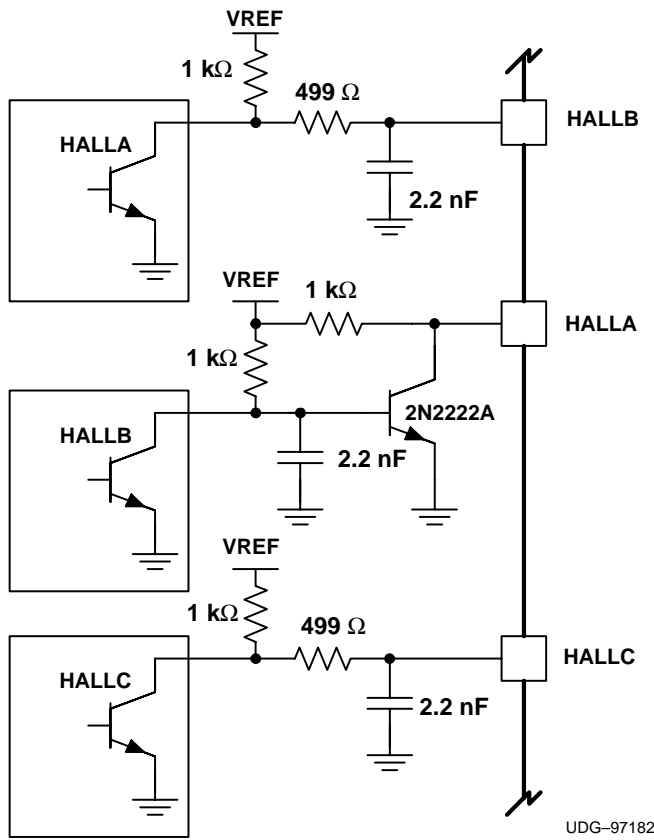 VREF
1 kΩ
499 Ω
HALLB
HALLA
2.2 nF
VREF
1 kΩ
HALLA
1 kΩ
2N2222A
HALLB
2.2 nF
VREF
1 kΩ
499 Ω
HALLC
HALLC
2.2 nF
UDG–97182